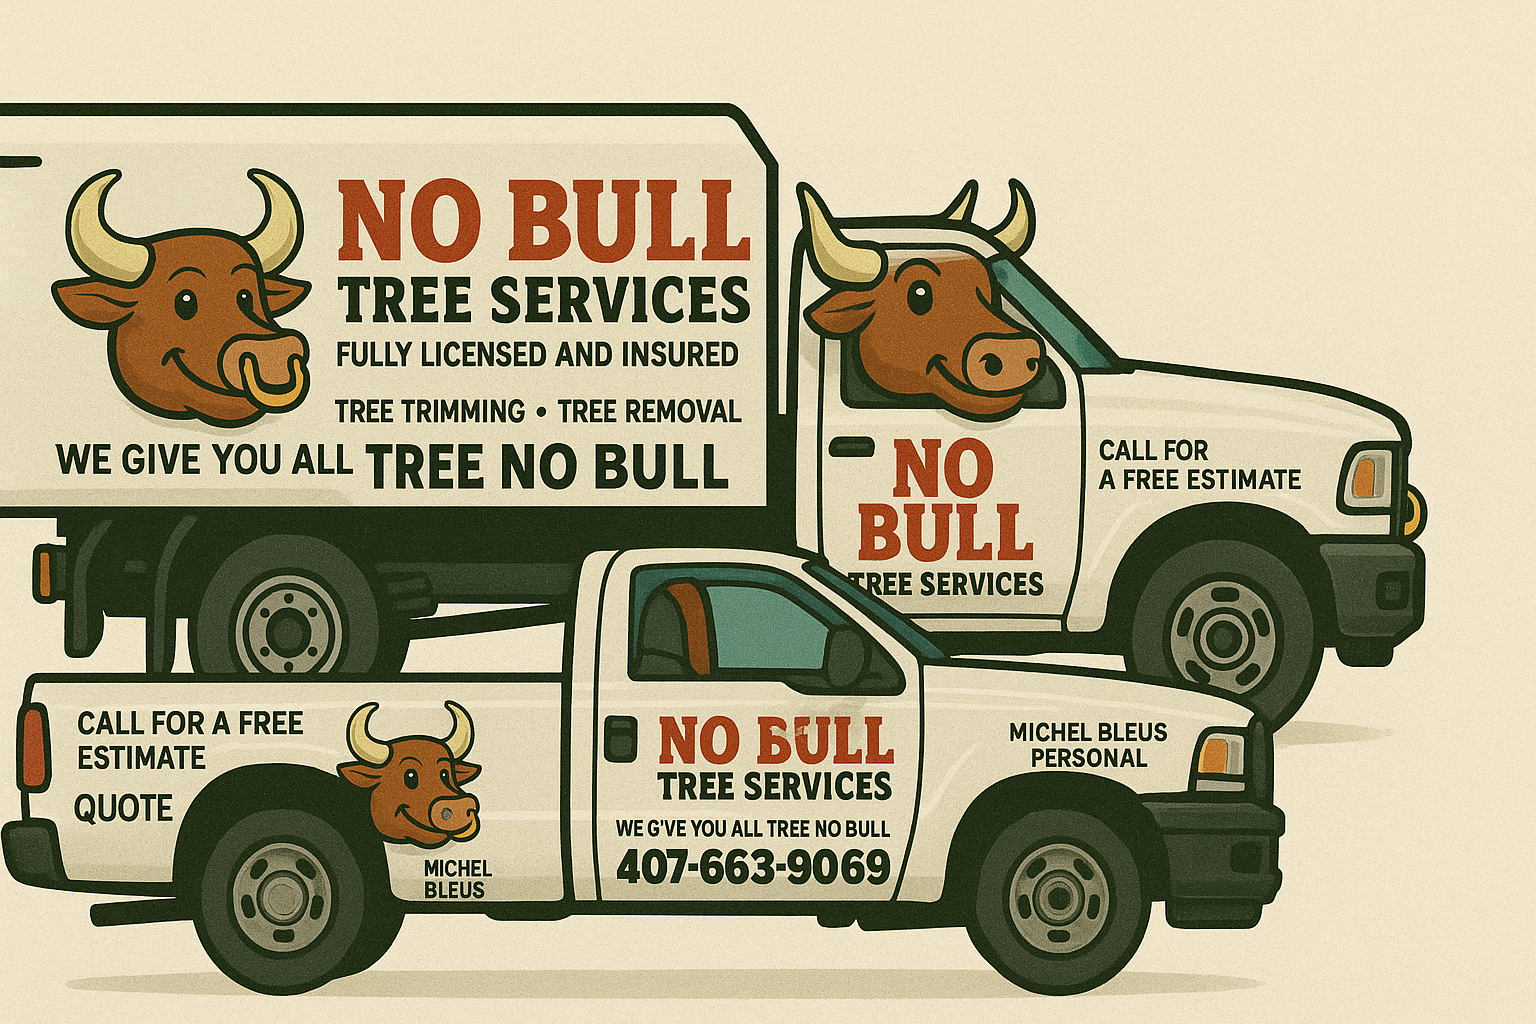 NO BULL
TREE SERVICES
FULLY LICENSED AND INSURED
TREE TRIMMING • TREE REMOVAL
WE GIVE YOU ALL TREE NO BULL
NO
BULL
TREE SERVICES
CALL FOR
A FREE ESTIMATE
CALL FOR A FREE
ESTIMATE
QUOTE
MICHEL
BLEUS
NO BULL
TREE SERVICES
WE G'VE YOU ALL TREE NO BULL
407-663-9069
MICHEL BLEUS
PERSONAL